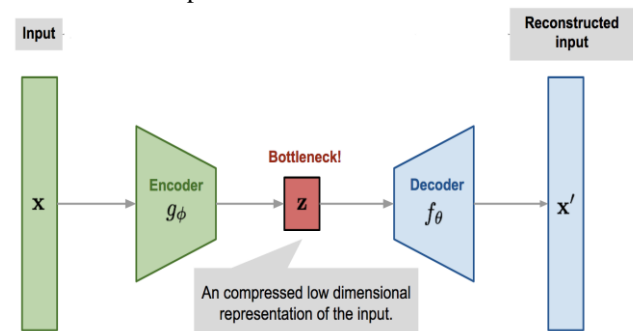 Input
Reconstructed
input
Bottleneck!
Encoder
Decoder
x
gϕ
z
fθ
x′
An compressed low dimensional
representation of the input.